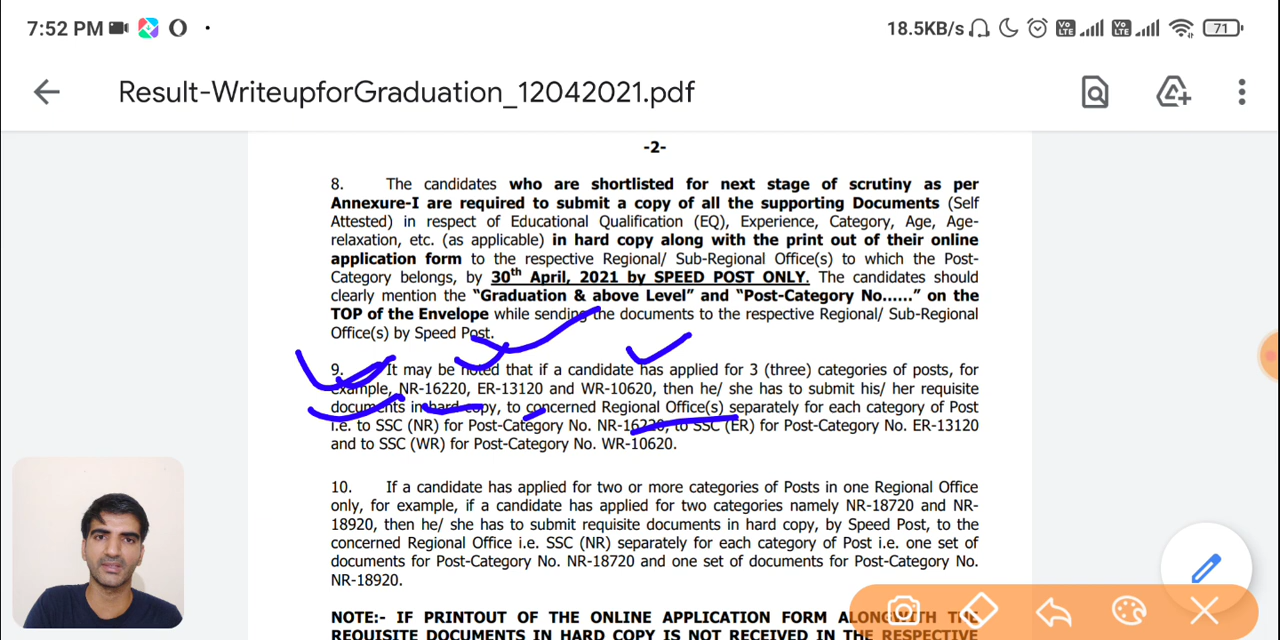 7:52 PM
18.5KB/s
71
Result-WriteupforGraduation_12042021.pdf
-2-
8. The candidates who are shortlisted for next stage of scrutiny as per
Annexure-I are required to submit a copy of all the supporting Documents (Self
Attested) in respect of Educational Qualification (EQ), Experience, Category, Age, Age-
relaxation, etc. (as applicable) in hard copy along with the print out of their online
application form to the respective Regional/ Sub-Regional Office(s) to which the Post-
Category belongs, by 30th April, 2021 by SPEED POST ONLY. The candidates should
clearly mention the "Graduation & above Level" and "Post-Category No......" on the
TOP of the Envelope while sending the documents to the respective Regional/ Sub-Regional
Office(s) by Speed Post.
9. It may be noted that if a candidate has applied for 3 (three) categories of posts, for
example, NR-16220, ER-13120 and WR-10620, then he/ she has to submit his/ her requisite
documents in hard copy, to concerned Regional Office(s) separately for each category of Post
i.e. to SSC (NR) for Post-Category No. NR-16220, to SSC (ER) for Post-Category No. ER-13120
and to SSC (WR) for Post-Category No. WR-10620.
10. If a candidate has applied for two or more categories of Posts in one Regional Office
only, for example, if a candidate has applied for two categories namely NR-18720 and NR-
18920, then he/ she has to submit requisite documents in hard copy, by Speed Post, to the
concerned Regional Office i.e. SSC (NR) separately for each category of Post i.e. one set of
documents for Post-Category No. NR-18720 and one set of documents for Post-Category No.
NR-18920.
NOTE:- IF PRINTOUT OF THE ONLINE APPLICATION FORM ALONGWITH THE
REQUISITE DOCUMENTS IN HARD COPY IS NOT RECEIVED IN THE RESPECTIVE